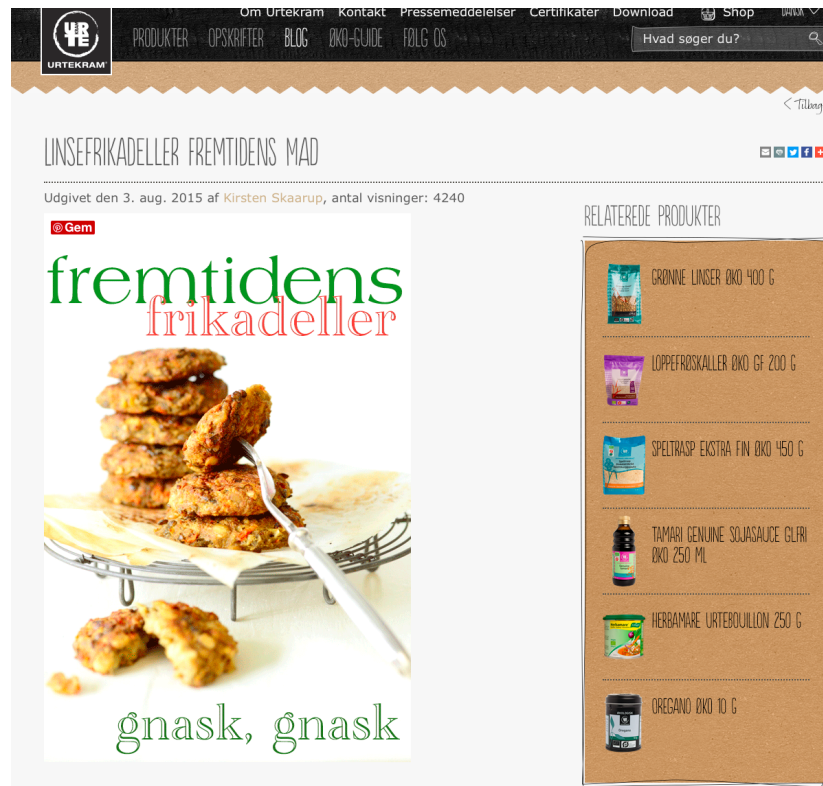 Om Urtekram Kontakt Pressemeddelelser Certifikater Download Shop DANSK
URTEKRAM
PRODUKTER OPSKRIFTER BLOG ØKO-GUIDE FØLG OS
Hvad søger du?
Tilbag
LINSEFRIKADELLER FREMTIDENS MAD
Udgivet den 3. aug. 2015 af Kirsten Skaarup, antal visninger: 4240
Gem
fremtidens
frikadeller
gnask, gnask
RELATEREDE PRODUKTER
GRØNNE LINSER ØKO 400 G
LOPPEFRØSKALLER ØKO GF 200 G
SPELTRASP EKSTRA FIN ØKO 450 G
TAMARI GENUINE SOJASAUCE GLFRI
ØKO 250 ML
HERBAMARE URTEBOUILLON 250 G
OREGANO ØKO 10 G